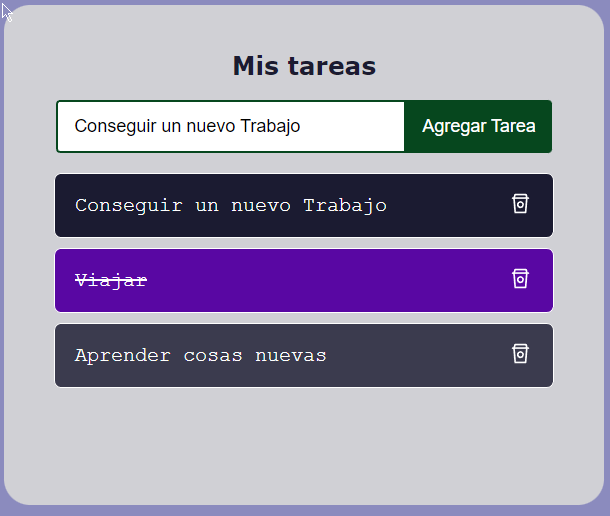 Mis tareas
Conseguir un nuevo Trabajo
Agregar Tarea
Conseguir un nuevo Trabajo
Viajar
Aprender cosas nuevas